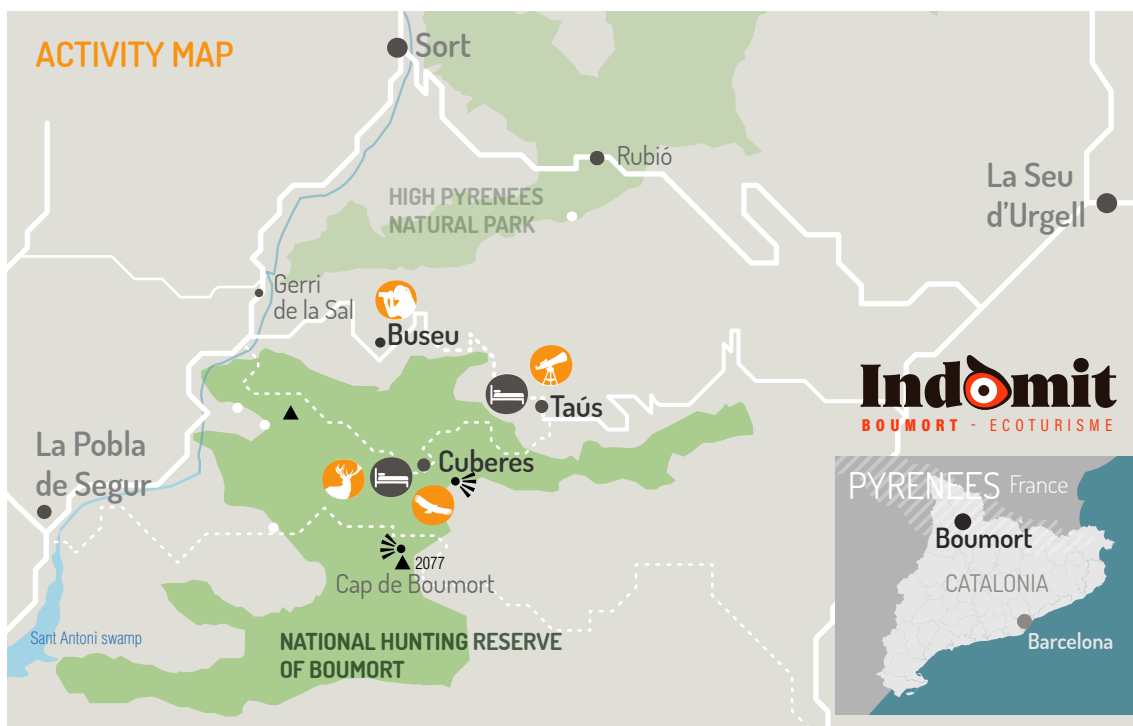 ACTIVITY MAP
Sort
Rubió
La Seu
d'Urgell
HIGH PYRENEES
NATURAL PARK
Gerri
de la Sal
Buseu
Taús
Indòmit
BOUMORT - ECOTURISME
La Pobla
de Segur
Cuberes
2077
Cap de Boumort
Sant Antoni swamp
NATIONAL HUNTING RESERVE
OF BOUMORT
PYRENEES France
Boumort
CATALONIA
Barcelona